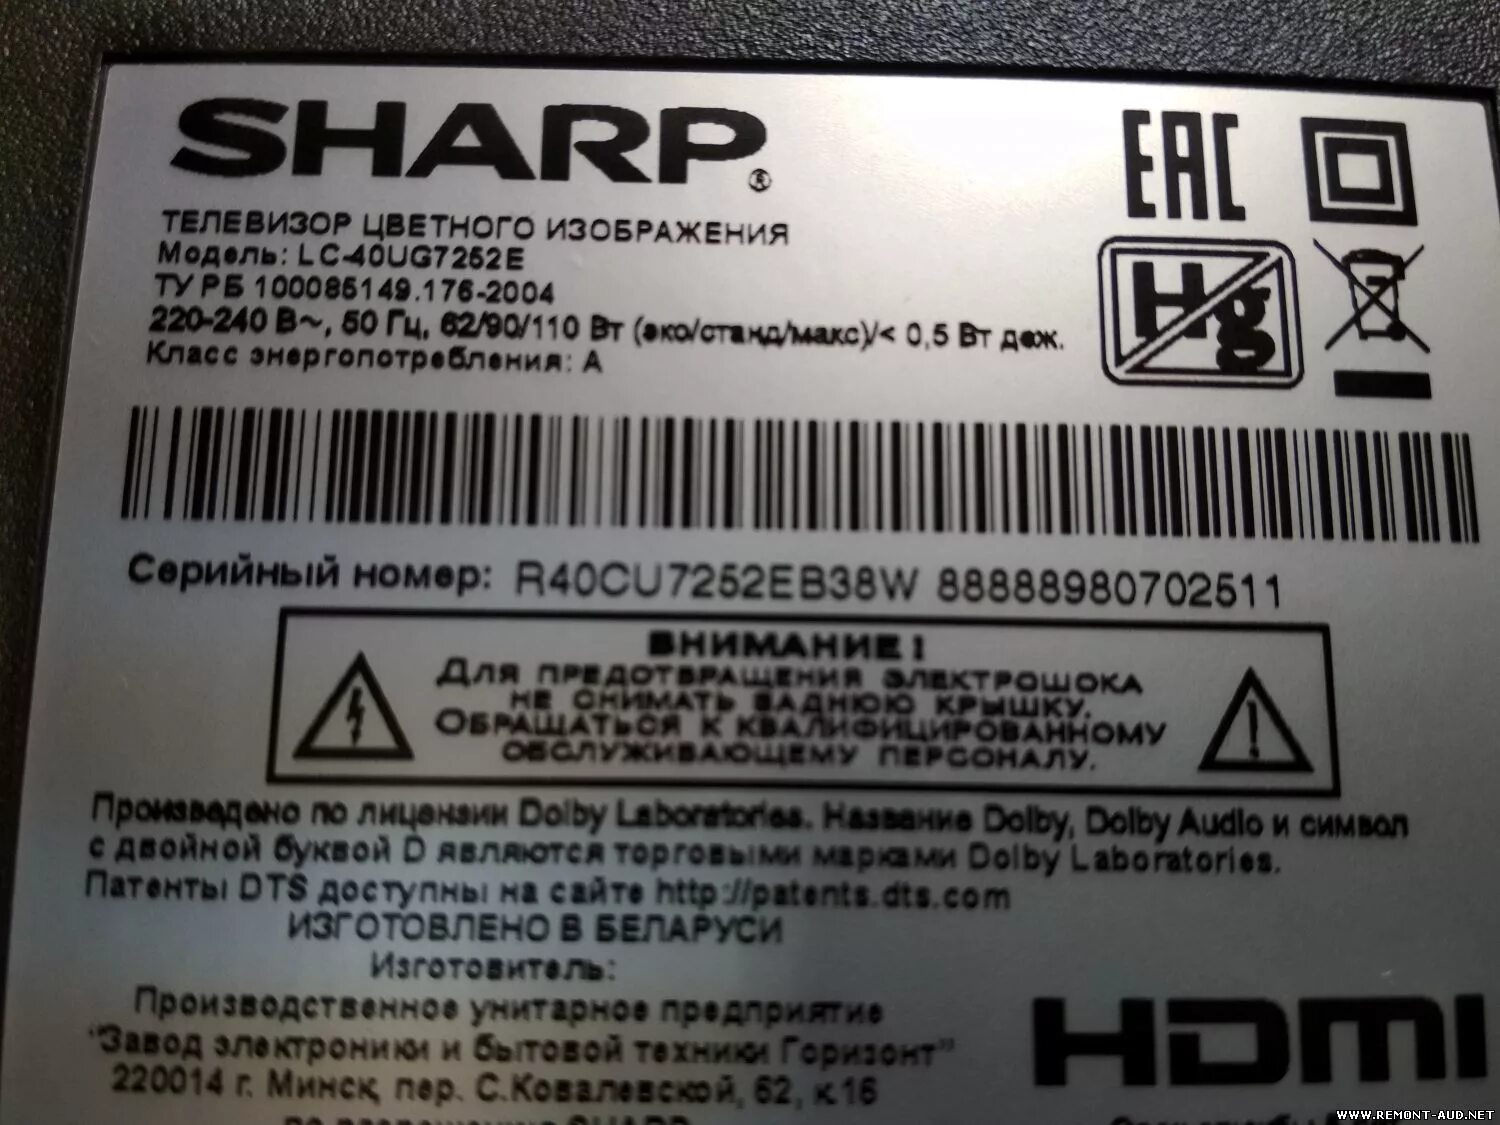 SHARP®
ТЕЛЕВИЗОР ЦВЕТНОГО ИЗОБРАЖЕНИЯ
Модель: LC-40UG7252E
ТУ РБ 100085149.176-2004
220-240 В~, 50 Гц, 62/90/110 Вт (эко/станд/макс)/< 0,5 Вт деж.
Класс энергопотребления: А
EAC
Hg
Серийный номер: R40CU7252EB38W 88888980702511
ВНИМАНИЕ!
Для предотвращения электрошока
не снимать заднюю крышку.
Обращаться к квалифицированному
обслуживающему персоналу.
Произведено по лицензии Dolby Laboratories. Название Dolby, Dolby Audio и символ
с двойной буквой D являются торговыми марками Dolby Laboratories.
Патенты DTS доступны на сайте http://patents.dts.com
ИЗГОТОВЛЕНО В БЕЛАРУСИ
Изготовитель:
Производственное унитарное предприятие
"Завод электроники и бытовой техники Горизонт"
220014 г. Минск, пер. С.Ковалевской, 62, к.16
HDMI
по разрешению SHARP
WWW.REMONT-AUD.NET